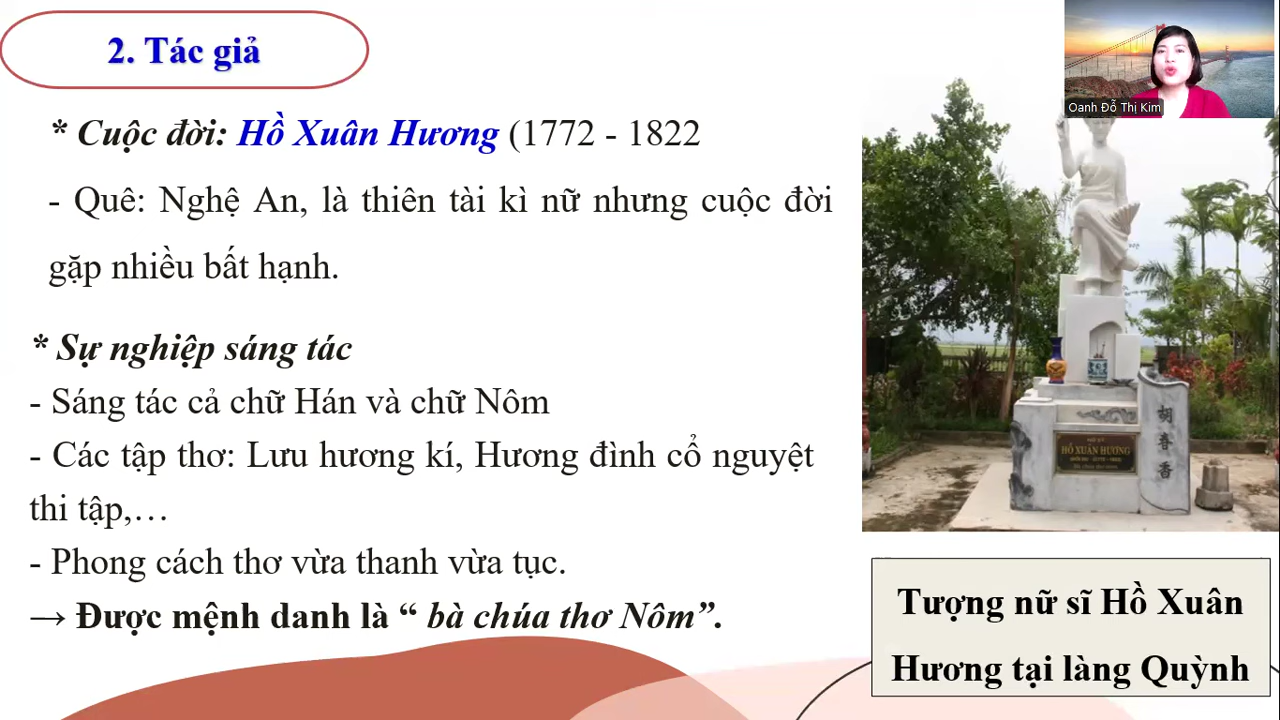 2. Tác giả
* Cuộc đời: Hồ Xuân Hương (1772 - 1822
- Quê: Nghệ An, là thiên tài kì nữ nhưng cuộc đời
gặp nhiều bất hạnh.
* Sự nghiệp sáng tác
- Sáng tác cả chữ Hán và chữ Nôm
- Các tập thơ: Lưu hương kí, Hương đình cổ nguyệt
thi tập,…
- Phong cách thơ vừa thanh vừa tục.
→ Được mệnh danh là “ bà chúa thơ Nôm”.
Oanh Đỗ Thị Kim
HỒ XUÂN HƯƠNG
胡春香
Tượng nữ sĩ Hồ Xuân
Hương tại làng Quỳnh